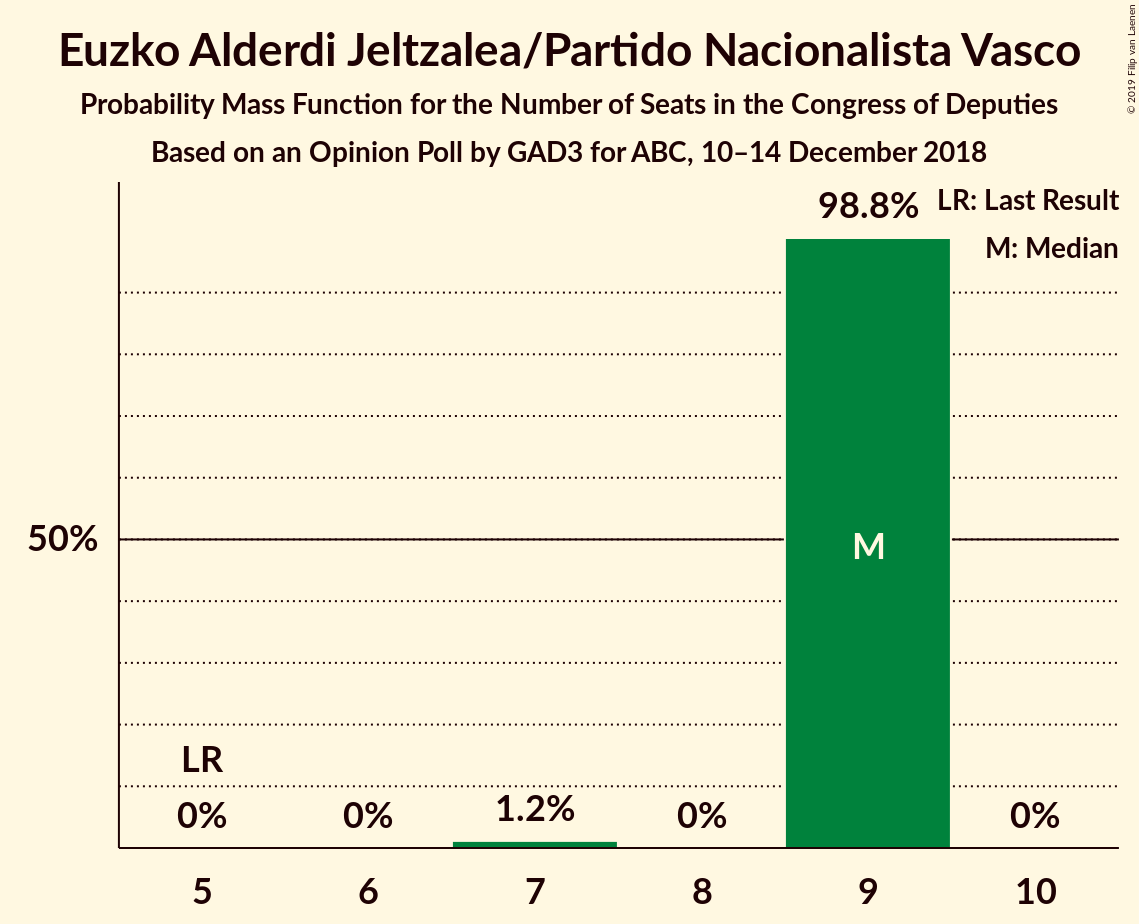 Euzko Alderdi Jeltzalea/Partido Nacionalista Vasco
Probability Mass Function for the Number of Seats in the Congress of Deputies
Based on an Opinion Poll by GAD3 for ABC, 10–14 December 2018
© 2019 Filip van Laenen
98.8%
LR: Last Result
M: Median
50%
M
LR
0%
0%
1.2%
0%
0%
5
6
7
8
9
10